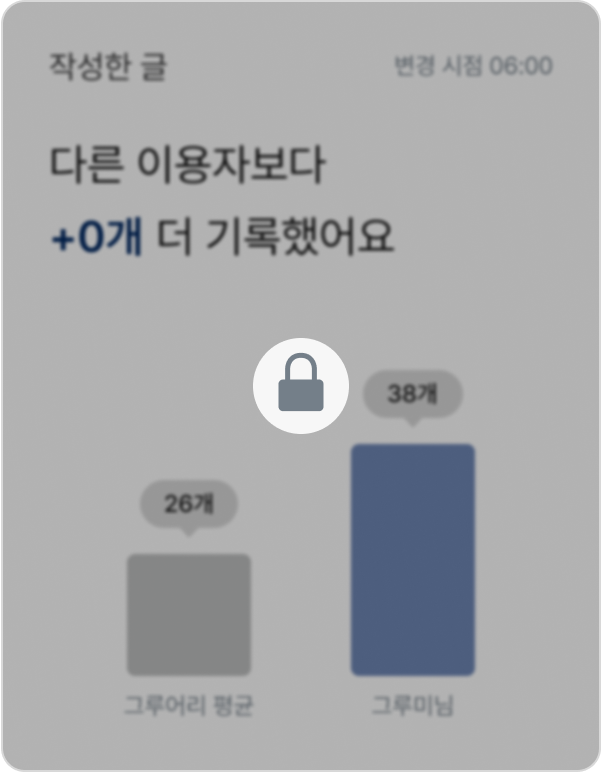 작성한 글
변경 시점 06:00
다른 이용자보다
+0개 더 기록했어요
38개
26개
그루어리 평균
그루미님